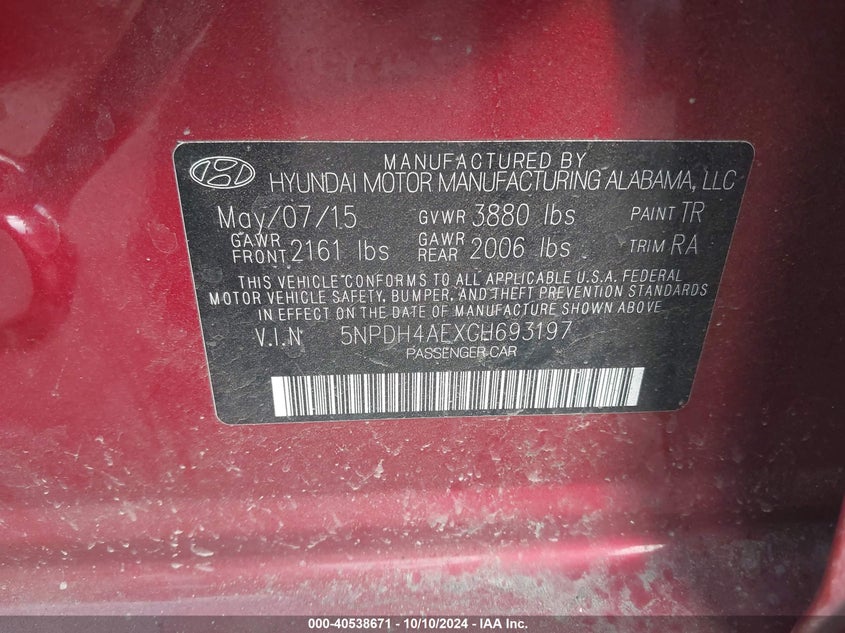 MANUFACTURED BY
HYUNDAI MOTOR MANUFACTURING ALABAMA, LLC
May/07/15 GVWR 3880 lbs PAINT TR
GAWR FRONT 2161 lbs GAWR REAR 2006 lbs TRIM RA
THIS VEHICLE CONFORMS TO ALL APPLICABLE U.S.A. FEDERAL
MOTOR VEHICLE SAFETY, BUMPER, AND THEFT PREVENTION STANDARDS
IN EFFECT ON THE DATE OF MANUFACTURE SHOWN ABOVE.
V.I.N 5NPDH4AEXGH693197
PASSENGER CAR
000-40538671 - 10/10/2024 - IAA Inc.